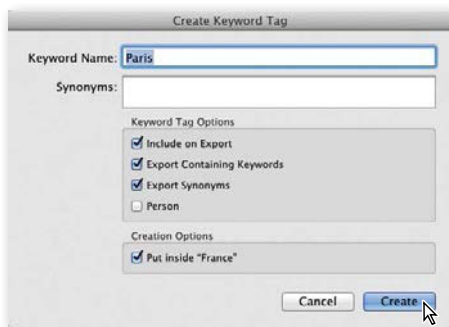 Create Keyword Tag
Keyword Name: Paris
Synonyms:
Keyword Tag Options
Include on Export
Export Containing Keywords
Export Synonyms
Person
Creation Options
Put inside "France"
Cancel Create